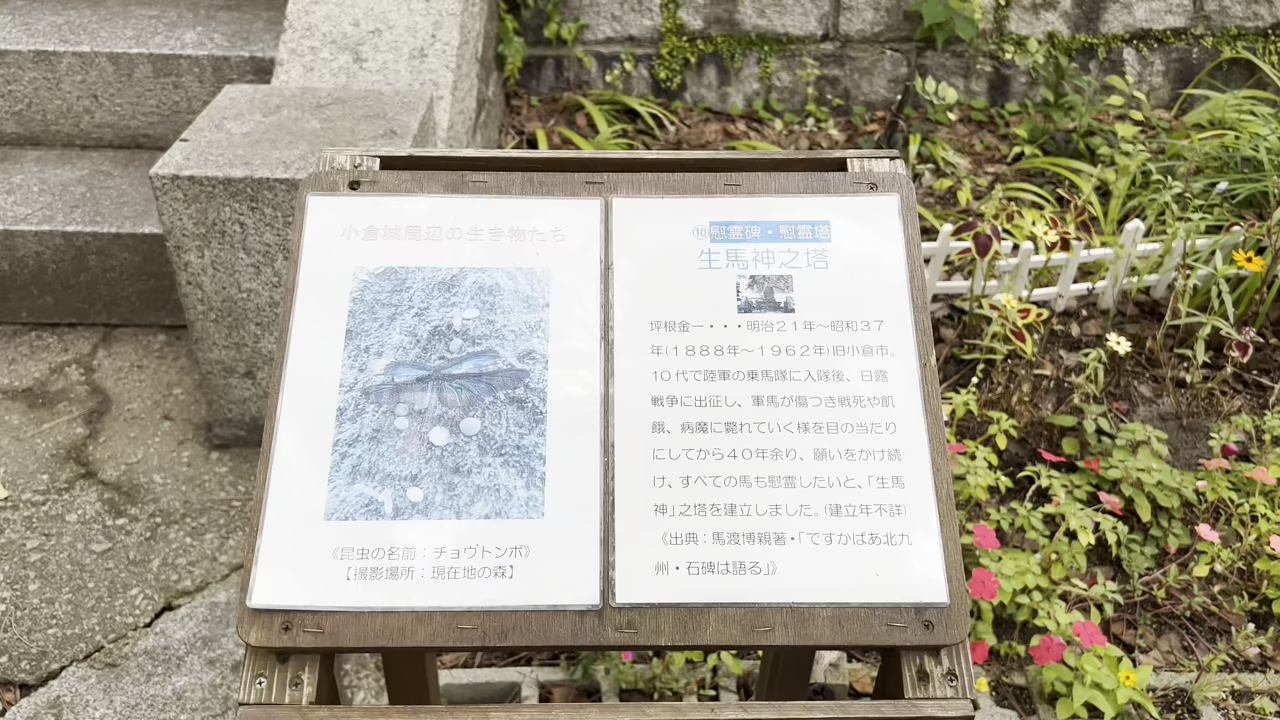 小倉城周辺の生き物たち
《昆虫の名前：チョウトンボ》
【撮影場所：現在地の森】
⑩慰霊碑・慰霊塔
生馬神之塔
坪根金一・・・明治２１年～昭和３７
年(１８８８年～１９６２年)旧小倉市。
１０代で陸軍の乗馬隊に入隊後、日露
戦争に出征し、軍馬が傷つき戦死や飢
餓、病魔に斃れていく様を目の当たり
にしてから４０年余り、願いをかけ続
け、すべての馬も慰霊したいと、「生馬
神」之塔を建立しました。（建立年不詳）
《出典：馬渡博親著・「ですかばあ北九
州・石碑は語る」》